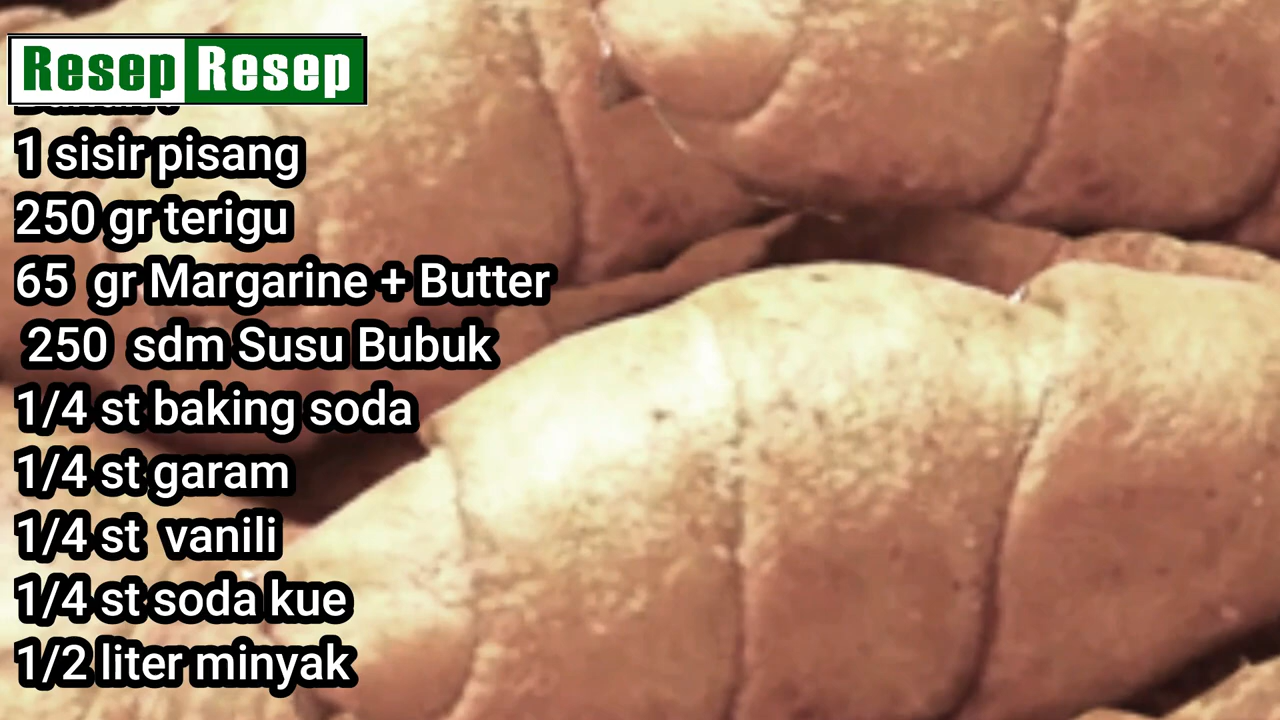 Resep Resep
1 sisir pisang
250 gr terigu
65 gr Margarine + Butter
250 sdm Susu Bubuk
1/4 st baking soda
1/4 st garam
1/4 st vanili
1/4 st soda kue
1/2 liter minyak